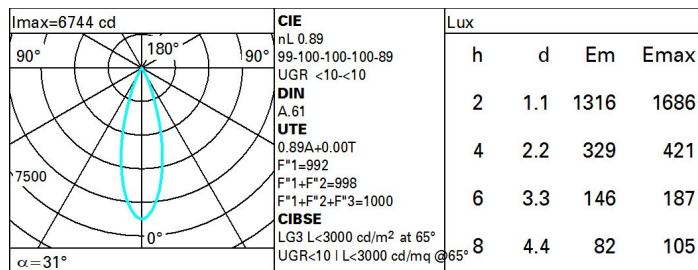 Imax=6744 cd
90°
180°
90°
7500
0°
α=31°
CIE
nL 0.89
99-100-100-100-89
UGR <10-<10
DIN
A.61
UTE
0.89A+0.00T
F"1=992
F"1+F"2=998
F"1+F"2+F"3=1000
CIBSE
LG3 L<3000 cd/m² at 65°
UGR<10 | L<3000 cd/mq @65°
Lux
h d Em Emax
2 1.1 1316 1686
4 2.2 329 421
6 3.3 146 187
8 4.4 82 105